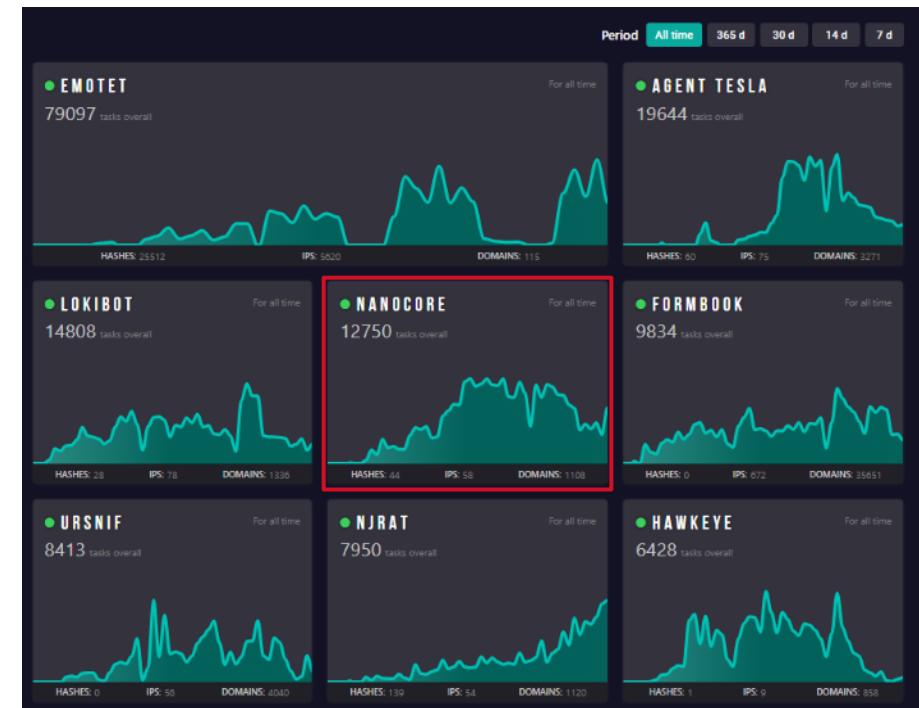 Period All time 365 d 30 d 14 d 7 d
EMOTET For all time
79097 tasks overall
HASHES: 25512 IPS: 5620 DOMAINS: 115
AGENT TESLA For all time
19644 tasks overall
HASHES: 60 IPS: 75 DOMAINS: 3271
LOKIBOT For all time
14808 tasks overall
HASHES: 28 IPS: 78 DOMAINS: 1336
NANOCORE For all time
12750 tasks overall
HASHES: 44 IPS: 58 DOMAINS: 1108
FORMBOOK For all time
9834 tasks overall
HASHES: 0 IPS: 672 DOMAINS: 35651
URSNIF For all time
8413 tasks overall
HASHES: 0 IPS: 56 DOMAINS: 4040
NJRAT For all time
7950 tasks overall
HASHES: 139 IPS: 54 DOMAINS: 1120
HAWKEYE For all time
6428 tasks overall
HASHES: 1 IPS: 9 DOMAINS: 858